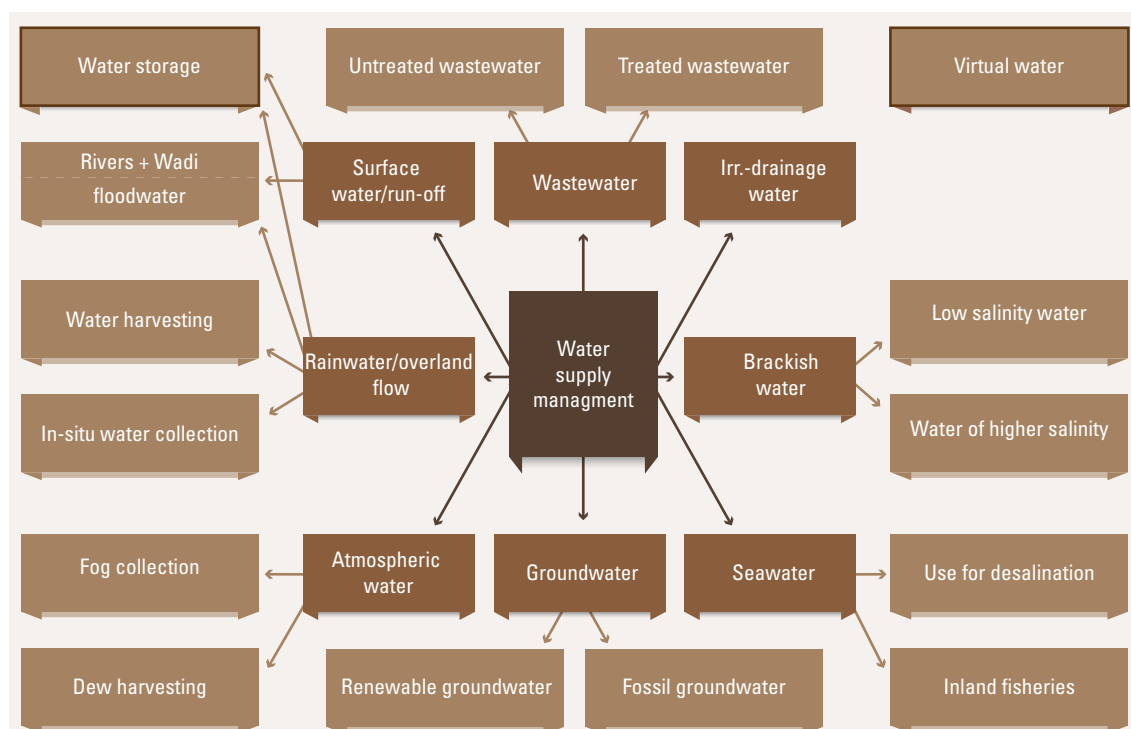 Water storage
Untreated wastewater
Treated wastewater
Virtual water
Rivers + Wadi
floodwater
Surface
water/run-off
Wastewater
Irr.-drainage
water
Water harvesting
Rainwater/overland
flow
Water
supply
managment
Brackish
water
Low salinity water
In-situ water collection
Water of higher salinity
Fog collection
Atmospheric
water
Groundwater
Seawater
Use for desalination
Dew harvesting
Renewable groundwater
Fossil groundwater
Inland fisheries